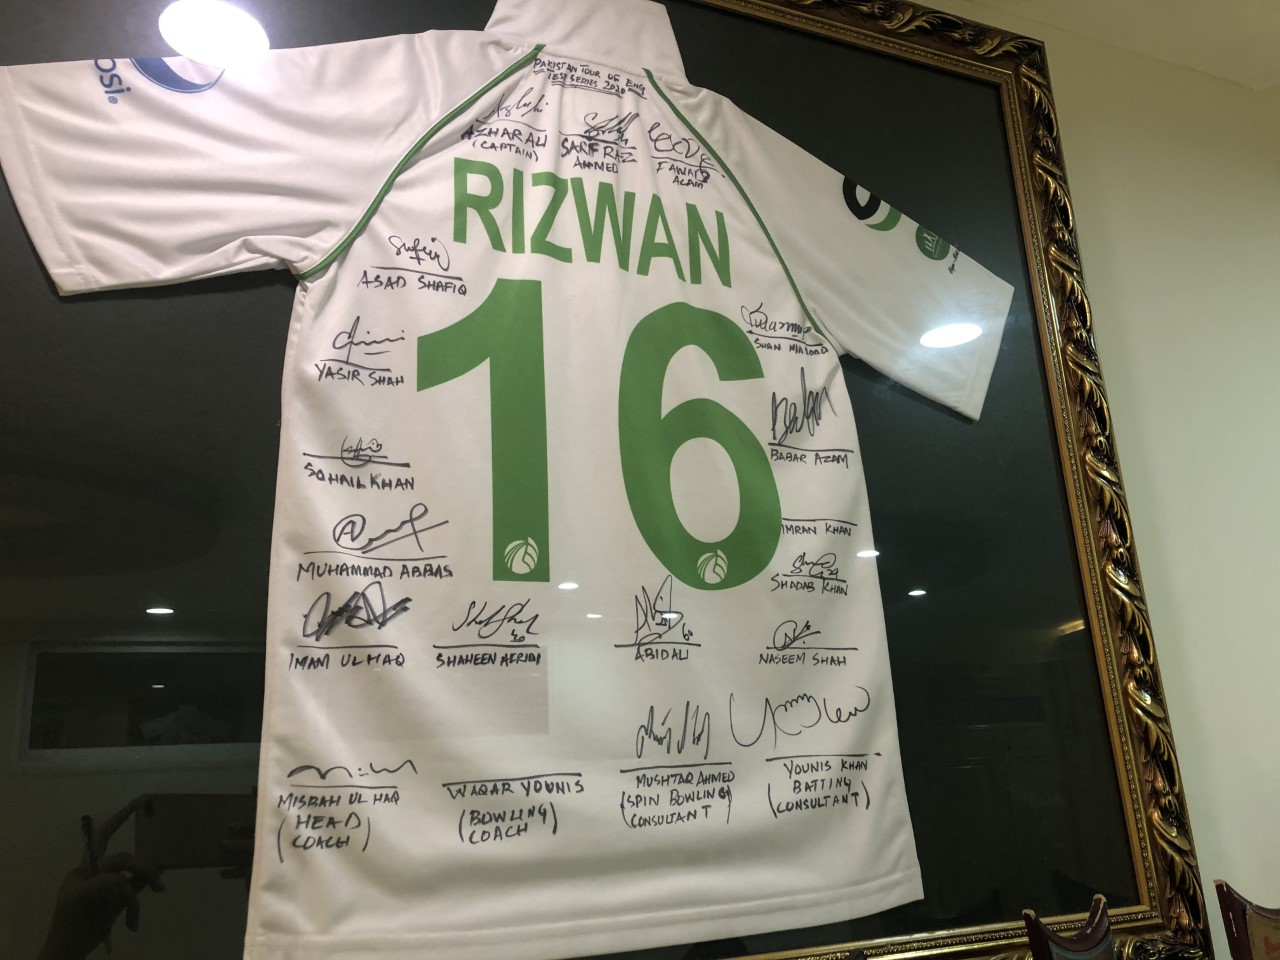 PSi
PAKISTAN TOUR OF ENG
TEST SERIES 2020
AZHAR ALI
(CAPTAIN)
SARFRAZ
AHMED
FAWAD
ALAM
RIZWAN
16
ASAD SHAFIQ
SHAN MASOOD
YASIR SHAH
BABAR AZAM
SOHAIL KHAN
IMRAN KHAN
MUHAMMAD ABBAS
SHADAB KHAN
IMAM UL HAQ
SHAHEEN AFRIDI
ABID ALI
NASEEM SHAH
MISBAH UL HAQ
(HEAD
COACH)
WAQAR YOUNIS
(BOWLING
COACH)
MUSHTAQ AHMED
(SPIN BOWLING
CONSULTANT)
YOUNIS KHAN
BATTING
(CONSULTANT)